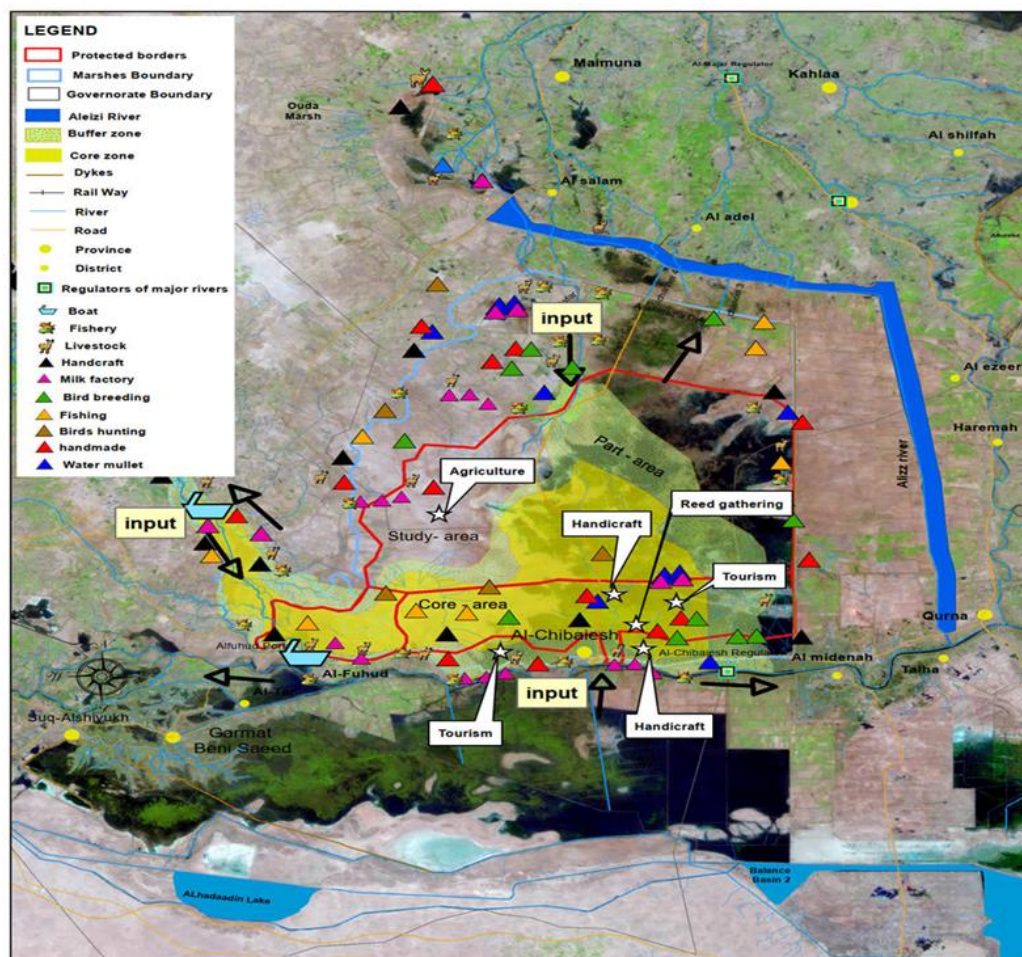 LEGEND
Protected borders
Marshes Boundary
Governorate Boundary
Aleizi River
Buffer zone
Core zone
Dykes
Rail Way
River
Road
Province
District
Regulators of major rivers
Boat
Fishery
Livestock
Handcraft
Milk factory
Bird breeding
Fishing
Birds hunting
handmade
Water mullet
Maimuna
Al-Majar Regulator
Kahlaa
Ouda
Marsh
Al shilfah
Al salam
Al adel
input
Al ezeer
Haremah
Alizz river
Part - area
Agriculture
Reed gathering
Study- area
Handicraft
input
Tourism
Core - area
Qurna
Al-Chibaiesh
Al-Chibaiesh Regulator
Al-Fuhud
Al midenah
Talha
input
Suq-Alshiyukh
Garmat
Beni Saeed
Tourism
Handicraft
Balance
Basin 2
ALhadaadin Lake